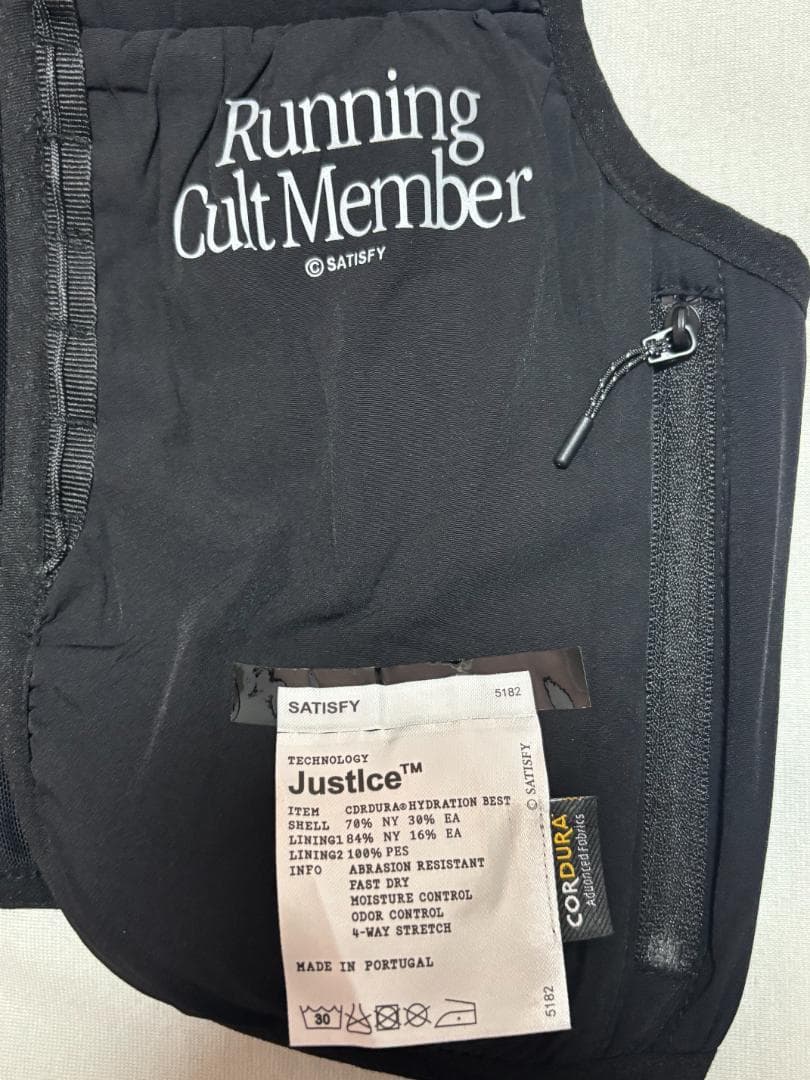 Running
Cult Member
© SATISFY
SATISFY 5182
TECHNOLOGY
JustIce™
ITEM CDRDURA®HYDRATION BEST
SHELL 70% NY 30% EA
LINING1 84% NY 16% EA
LINING2 100% PES
INFO ABRASION RESISTANT
FAST DRY
MOISTURE CONTROL
ODOR CONTROL
4-WAY STRETCH
MADE IN PORTUGAL
30
© SATISFY
5182
CORDURA
Advanced Fabrics